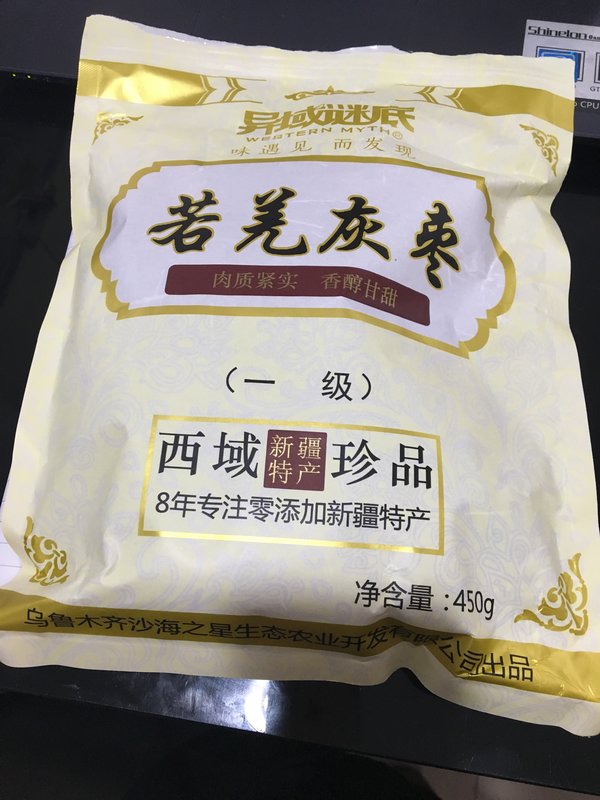 Shinelon
CPU
异域谜底
WESTERN MYTH®
味遇见 而发现
若羌灰枣
肉质紧实 香醇甘甜
（一 级）
西域 新疆特产 珍品
8年专注零添加新疆特产
净含量：450g
乌鲁木齐沙海之星生态农业开发有限公司出品